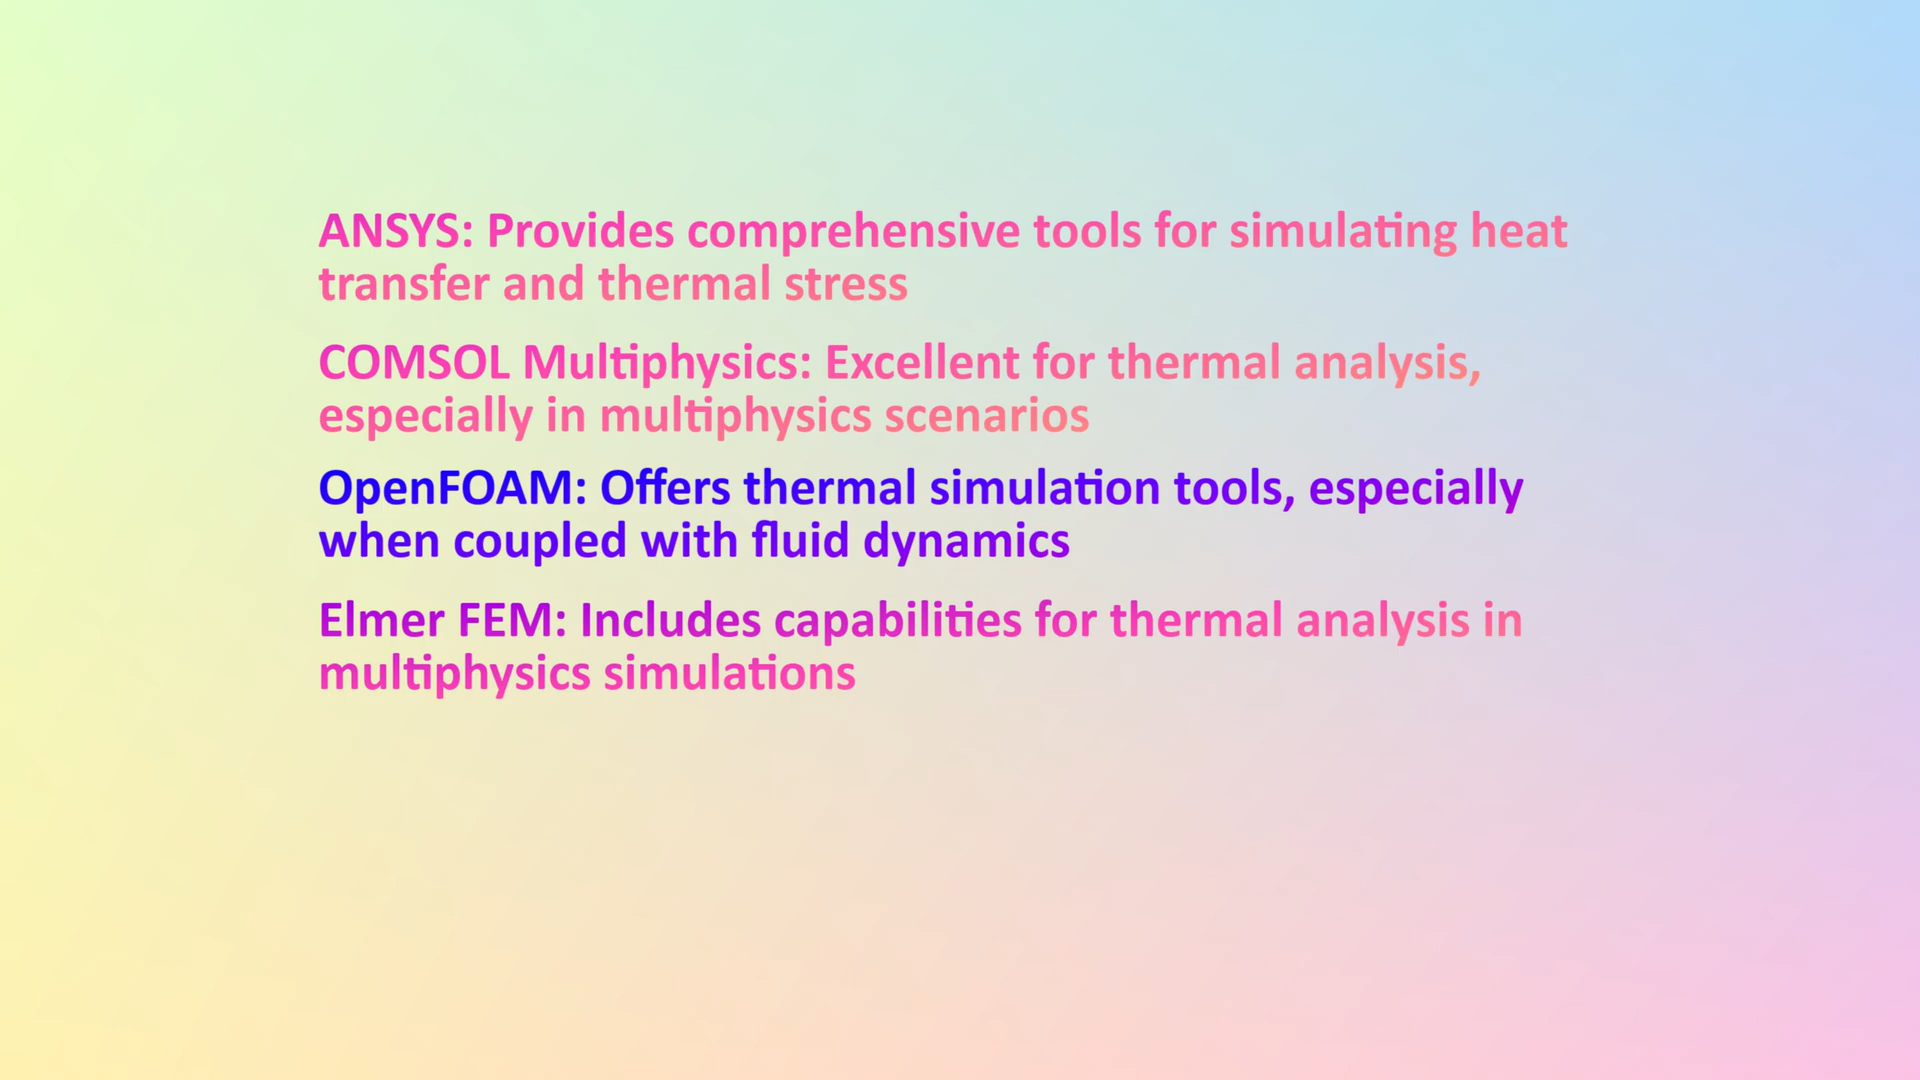 ANSYS: Provides comprehensive tools for simulating heat
transfer and thermal stress
COMSOL Multiphysics: Excellent for thermal analysis,
especially in multiphysics scenarios
OpenFOAM: Offers thermal simulation tools, especially
when coupled with fluid dynamics
Elmer FEM: Includes capabilities for thermal analysis in
multiphysics simulations